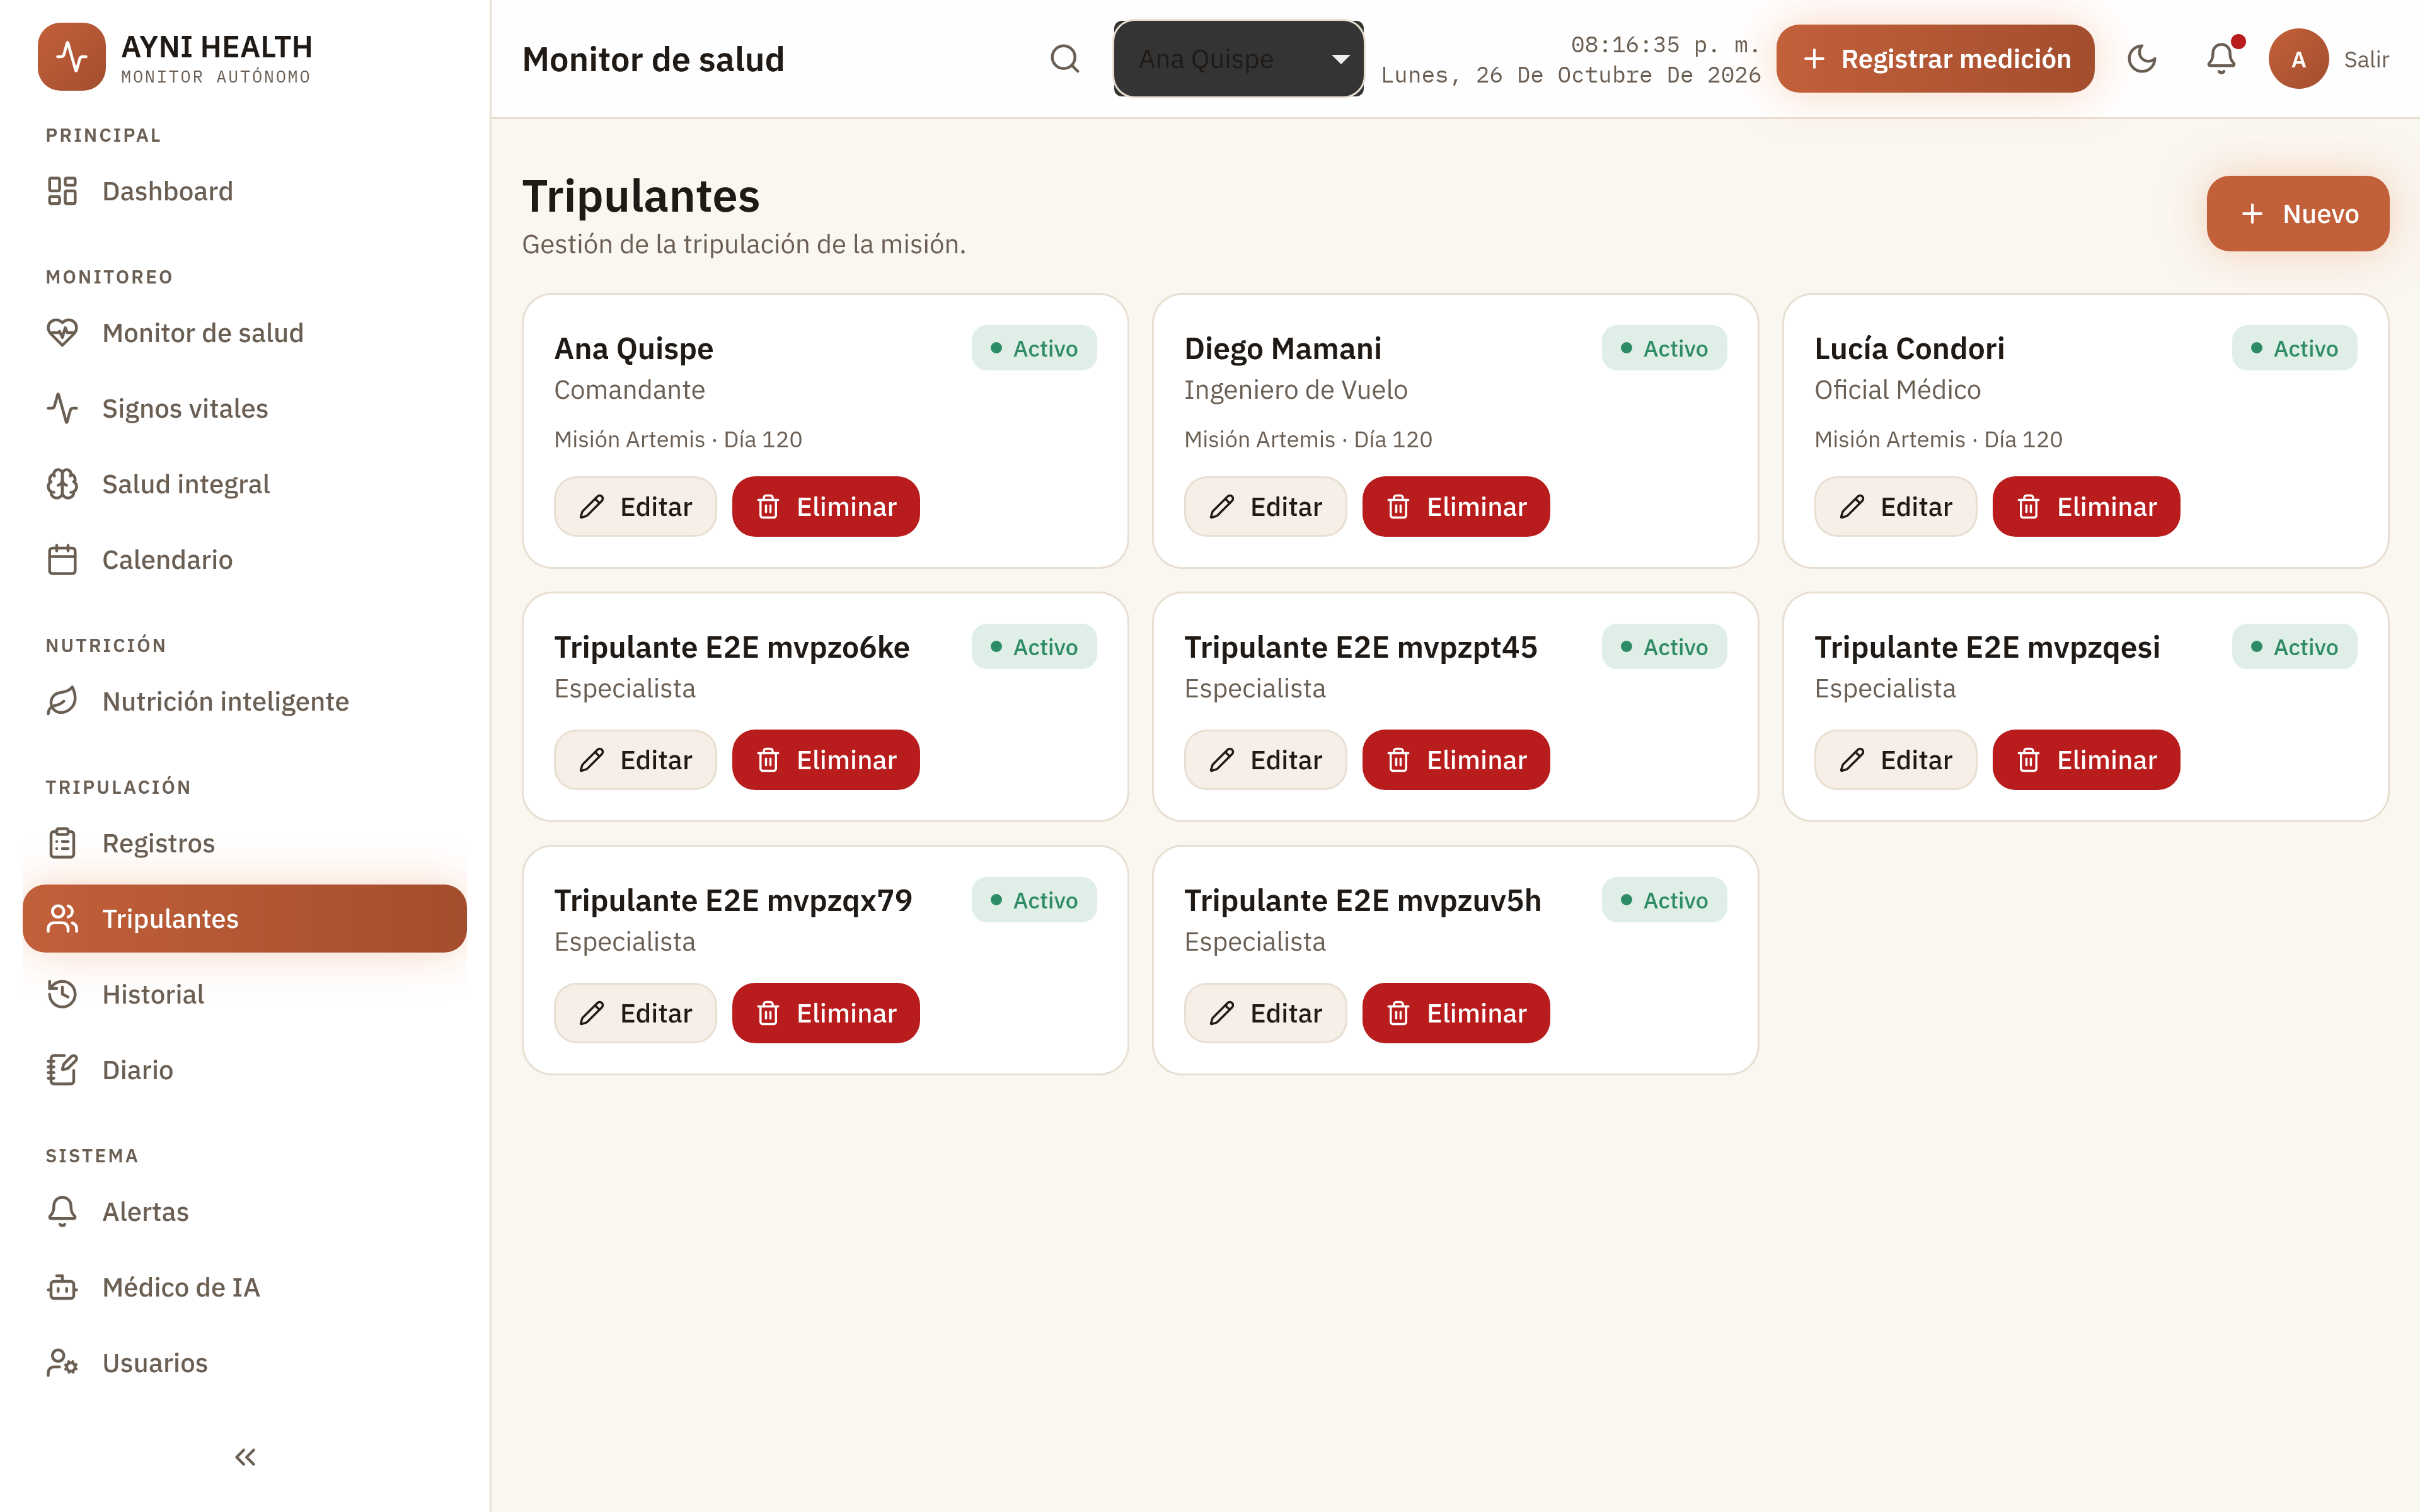 AYNI HEALTH
MONITOR AUTÓNOMO
PRINCIPAL
Dashboard
MONITOREO
Monitor de salud
Signos vitales
Salud integral
Calendario
NUTRICIÓN
Nutrición inteligente
TRIPULACIÓN
Registros
Tripulantes
Historial
Diario
SISTEMA
Alertas
Médico de IA
Usuarios
Monitor de salud
Ana Quispe
08:16:35 p. m.
Lunes, 26 De Octubre De 2026
Registrar medición
A
Salir
Tripulantes
Gestión de la tripulación de la misión.
Nuevo
Ana Quispe
Activo
Comandante
Misión Artemis · Día 120
Editar
Eliminar
Diego Mamani
Activo
Ingeniero de Vuelo
Misión Artemis · Día 120
Editar
Eliminar
Lucía Condori
Activo
Oficial Médico
Misión Artemis · Día 120
Editar
Eliminar
Tripulante E2E mvpzo6ke
Activo
Especialista
Editar
Eliminar
Tripulante E2E mvpzpt45
Activo
Especialista
Editar
Eliminar
Tripulante E2E mvpzqesi
Activo
Especialista
Editar
Eliminar
Tripulante E2E mvpzqx79
Activo
Especialista
Editar
Eliminar
Tripulante E2E mvpzuv5h
Activo
Especialista
Editar
Eliminar